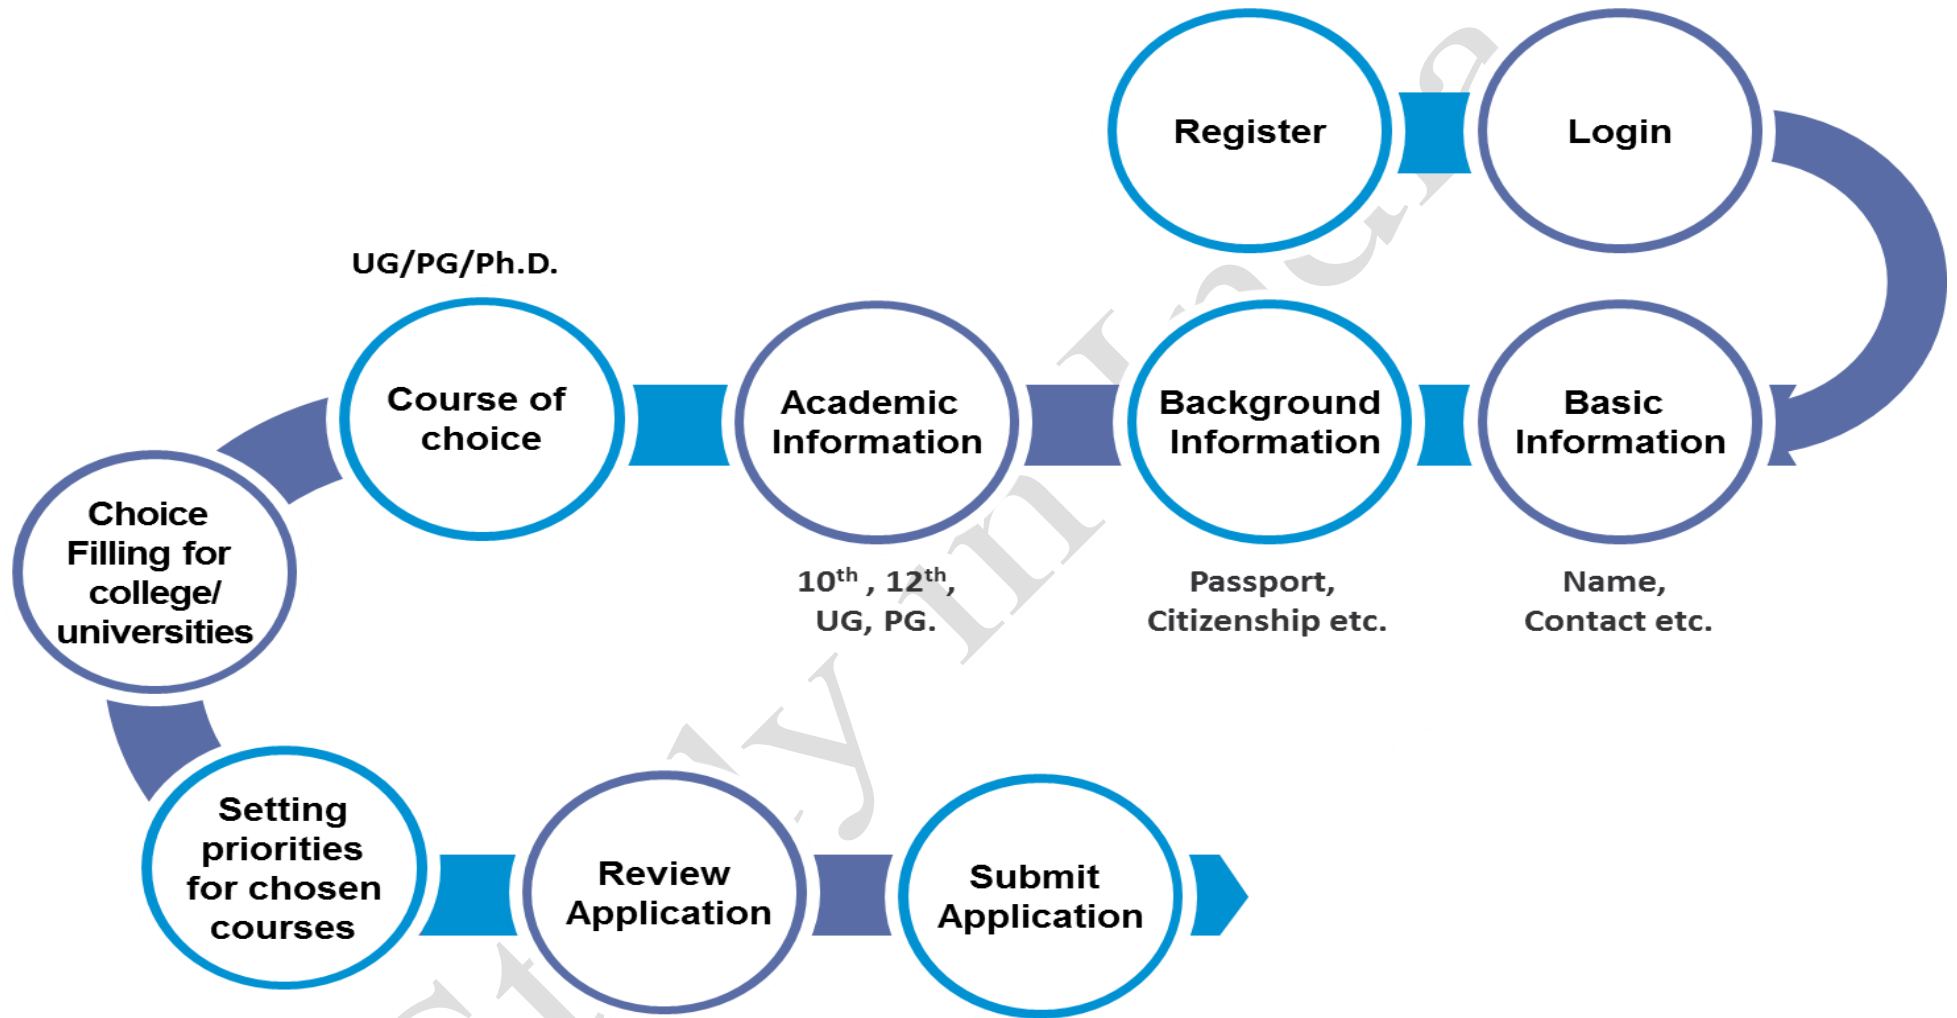 Register
Login
UG/PG/Ph.D.
Course of
choice
Academic
Information
Background
Information
Basic
Information
10th , 12th,
UG, PG.
Passport,
Citizenship etc.
Name,
Contact etc.
Choice
Filling for
college/
universities
Setting
priorities
for chosen
courses
Review
Application
Submit
Application